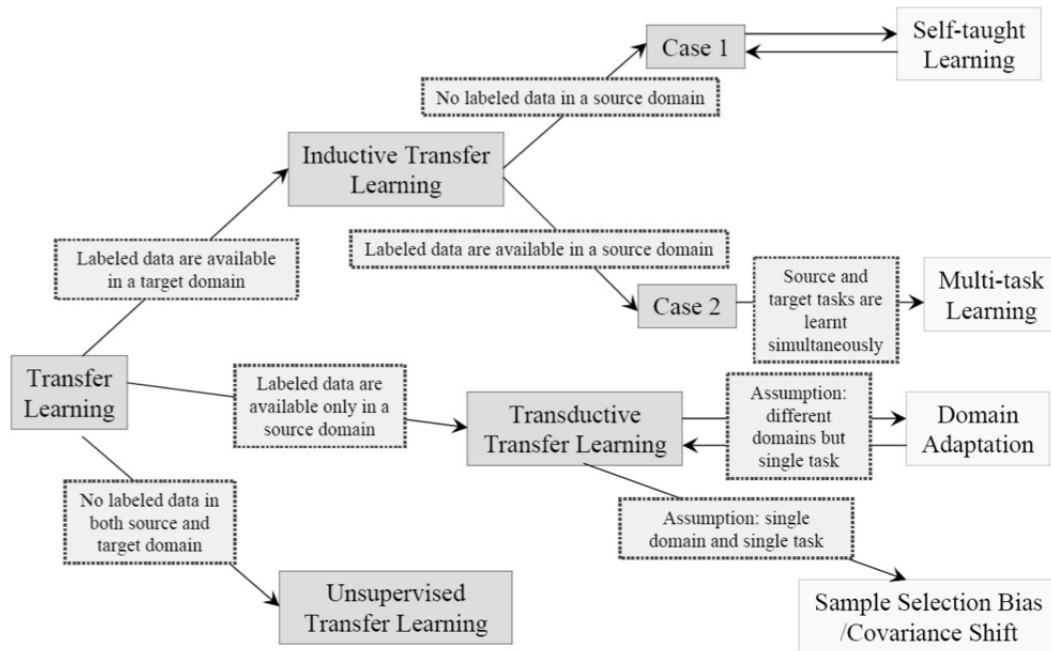 Case 1
Self-taught
Learning
No labeled data in a source domain
Inductive Transfer
Learning
Labeled data are available
in a target domain
Labeled data are available in a source domain
Case 2
Source and
target tasks are
learnt
simultaneously
Multi-task
Learning
Transfer
Learning
Labeled data are
available only in a
source domain
Transductive
Transfer Learning
Assumption:
different
domains but
single task
Domain
Adaptation
No labeled data in
both source and
target domain
Assumption: single
domain and single task
Unsupervised
Transfer Learning
Sample Selection Bias
/Covariance Shift